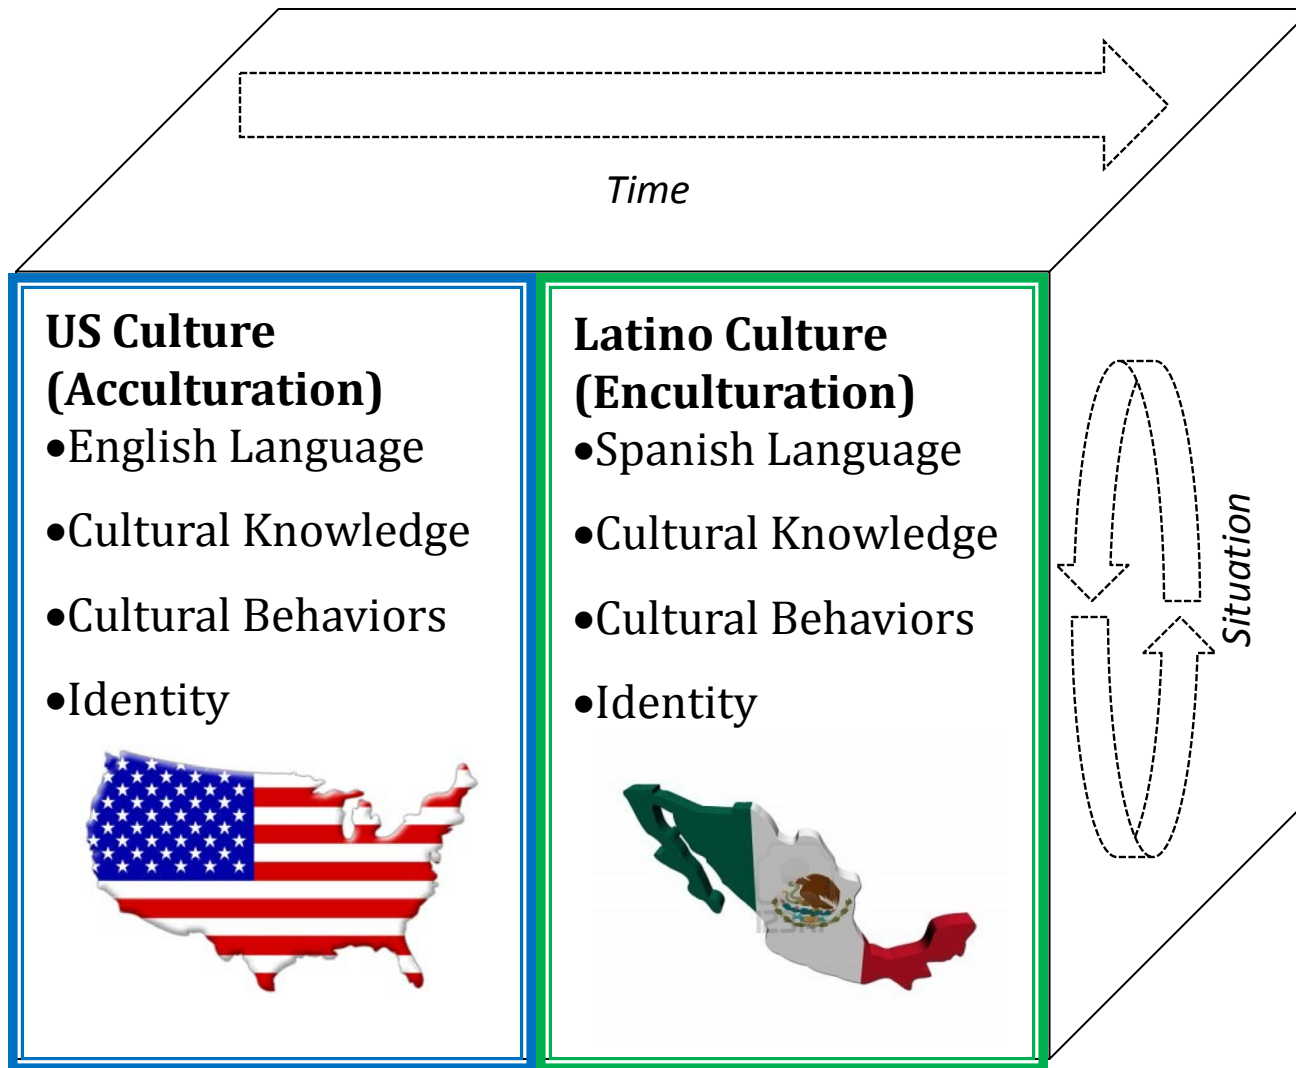 Time
US Culture
(Acculturation)
•English Language
•Cultural Knowledge
•Cultural Behaviors
•Identity
Latino Culture
(Enculturation)
•Spanish Language
•Cultural Knowledge
•Cultural Behaviors
•Identity
Situation